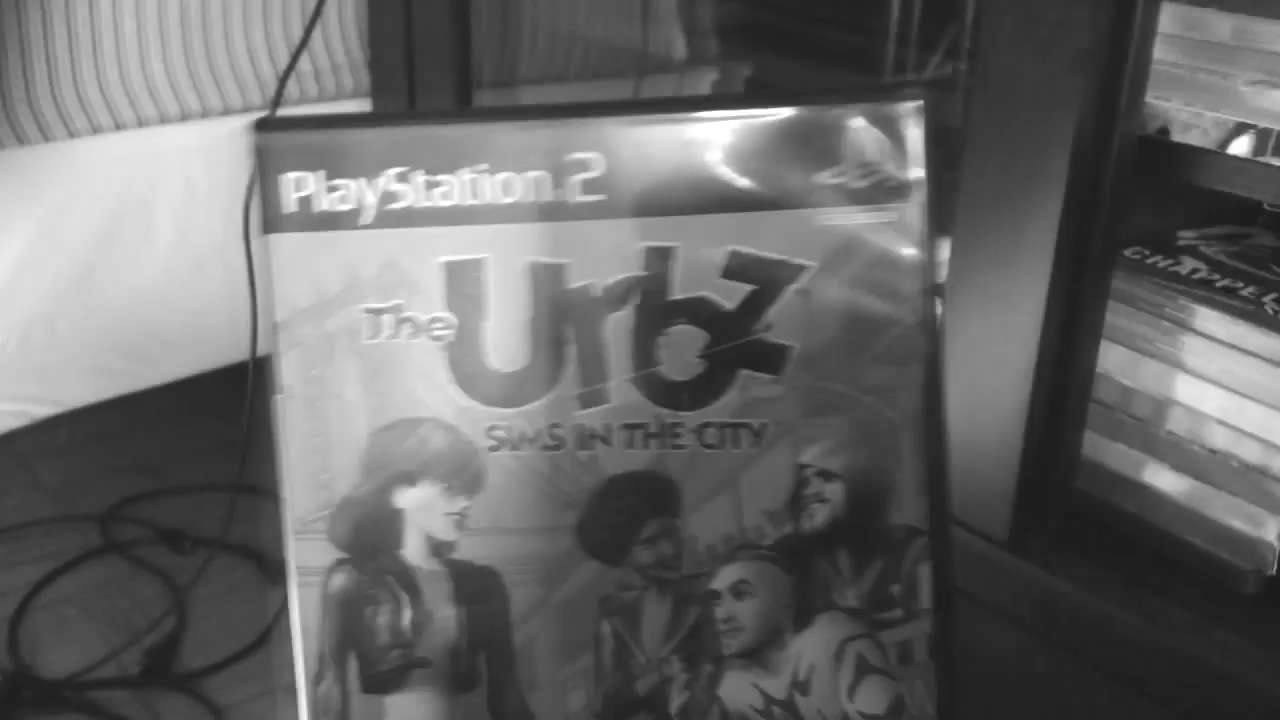 PlayStation 2
The Urbz
SIMS IN THE CITY
CHAPPEL